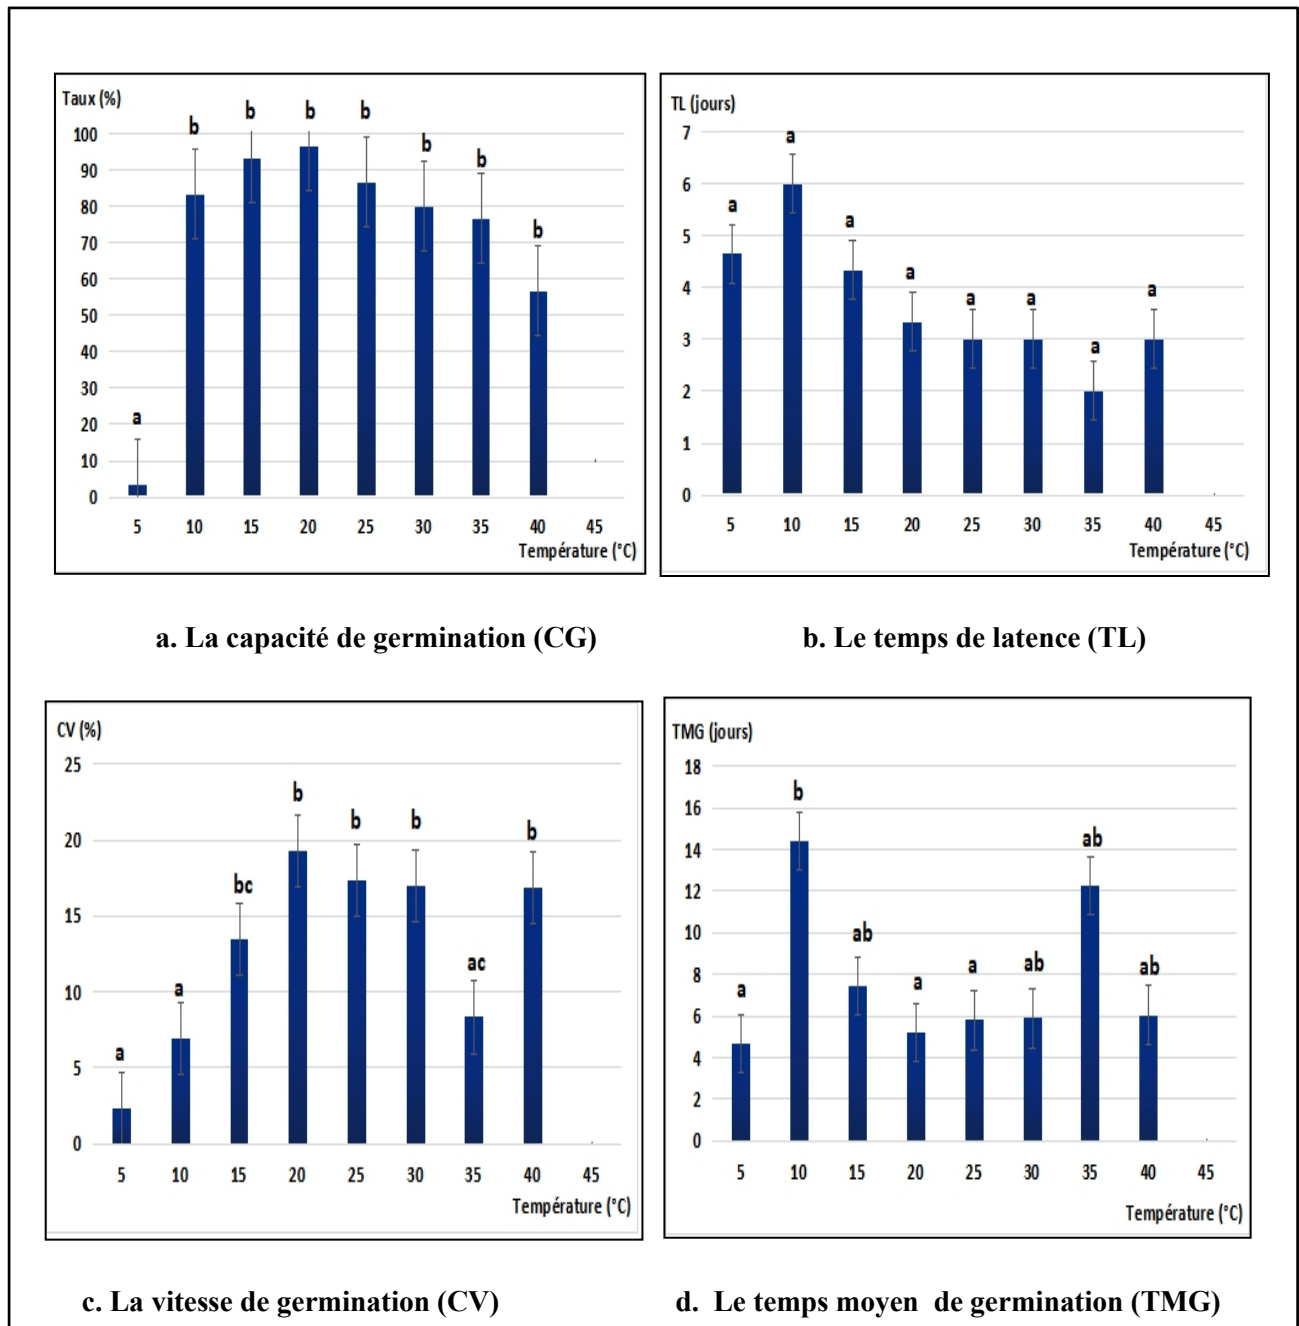 Taux (%)
b b b b b b b a
100
90
80
70
60
50
40
30
20
10
0
5 10 15 20 25 30 35 40 45
Température (°C)
a. La capacité de germination (CG)
TL (jours)
a a a a a a a a
7
6
5
4
3
2
1
0
5 10 15 20 25 30 35 40 45
Température (°C)
b. Le temps de latence (TL)
CV (%)
a a bc b b b ac b
25
20
15
10
5
0
5 10 15 20 25 30 35 40 45
Température (°C)
c. La vitesse de germination (CV)
TMG (jours)
a b ab a a ab ab ab
18
16
14
12
10
8
6
4
2
0
5 10 15 20 25 30 35 40 45
Température (°C)
d. Le temps moyen de germination (TMG)